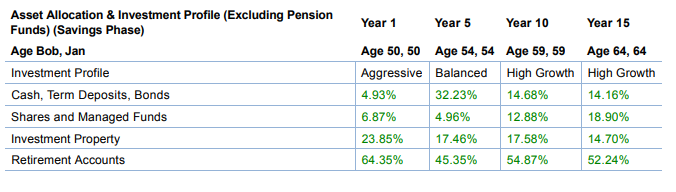 Asset Allocation & Investment Profile (Excluding Pension Funds) (Savings Phase) Year 1 Year 5 Year 10 Year 15
Age Bob, Jan Age 50, 50 Age 54, 54 Age 59, 59 Age 64, 64
Investment Profile Aggressive Balanced High Growth High Growth
Cash, Term Deposits, Bonds 4.93% 32.23% 14.68% 14.16%
Shares and Managed Funds 6.87% 4.96% 12.88% 18.90%
Investment Property 23.85% 17.46% 17.58% 14.70%
Retirement Accounts 64.35% 45.35% 54.87% 52.24%